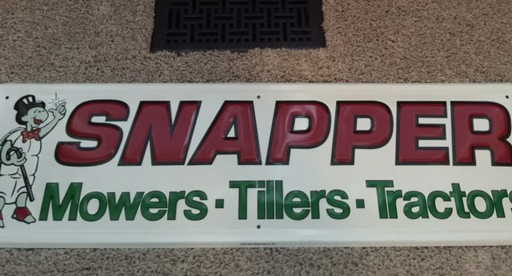 SNAPPER
Mowers · Tillers · Tractors